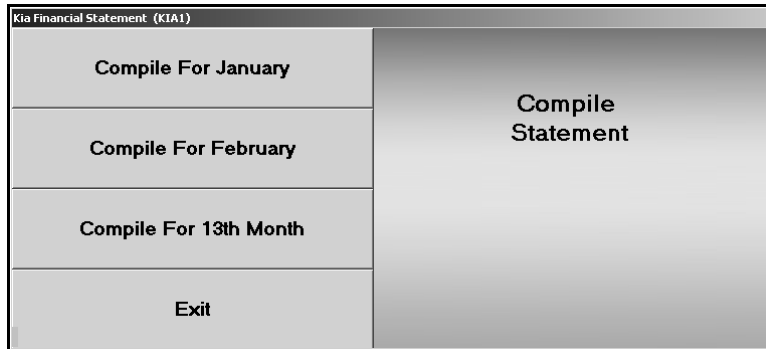 Kia Financial Statement (KIA1)
Compile For January
Compile For February
Compile For 13th Month
Exit
Compile
Statement